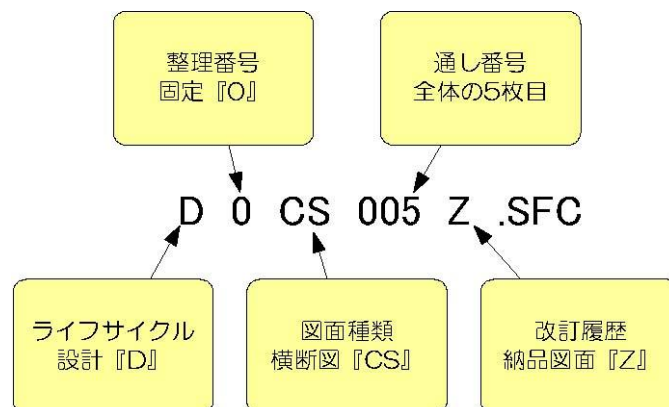 整理番号
固定『0』
通し番号
全体の5枚目
D 0 CS 005 Z .SFC
ライフサイクル
設計『D』
図面種類
横断図『CS』
改訂履歴
納品図面『Z』